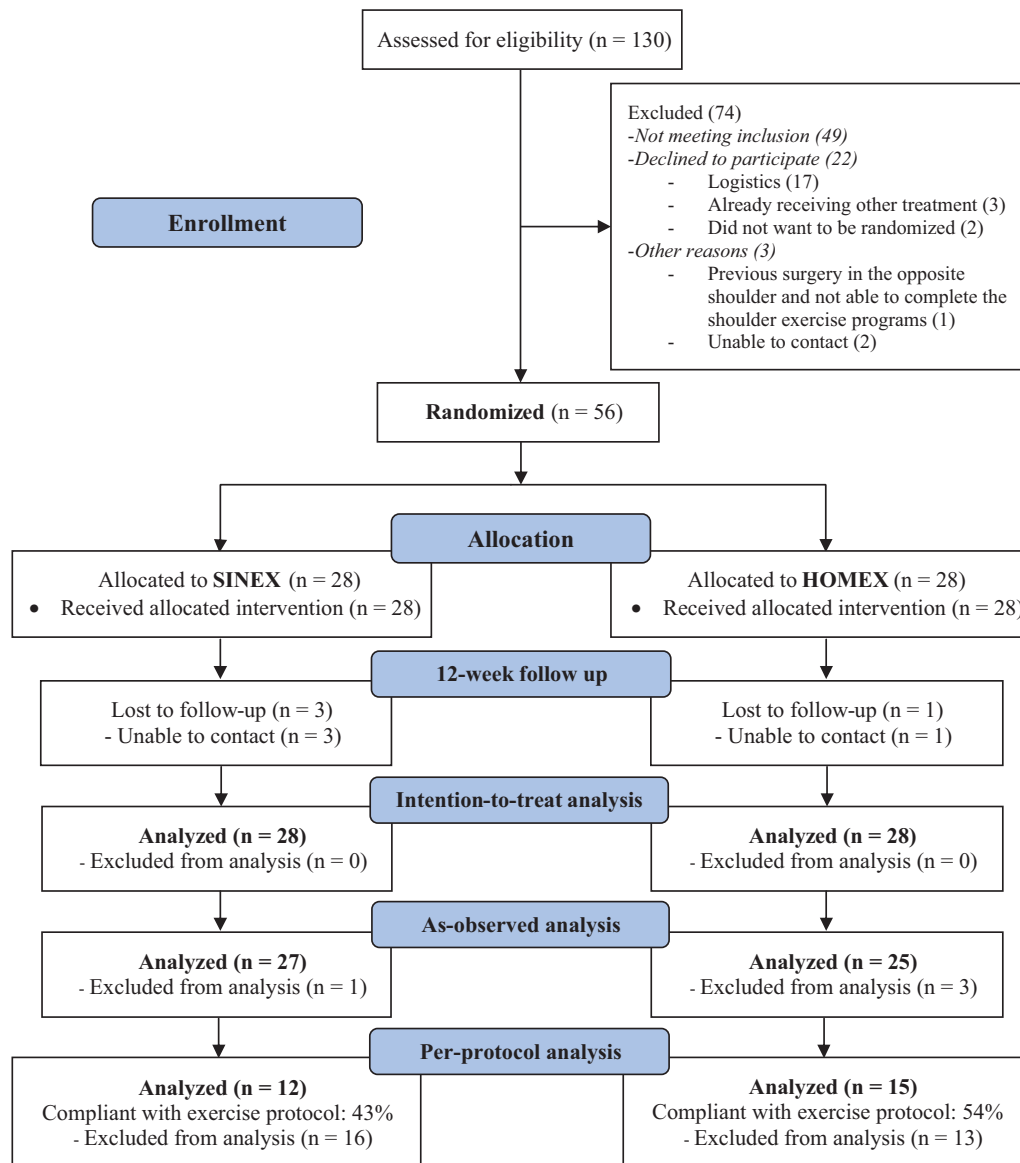 Assessed for eligibility (n = 130)
Excluded (74)
-Not meeting inclusion (49)
-Declined to participate (22)
- Logistics (17)
- Already receiving other treatment (3)
- Did not want to be randomized (2)
-Other reasons (3)
- Previous surgery in the opposite
shoulder and not able to complete the
shoulder exercise programs (1)
- Unable to contact (2)
Enrollment
Randomized (n = 56)
Allocation
Allocated to SINEX (n = 28)
• Received allocated intervention (n = 28)
Allocated to HOMEX (n = 28)
• Received allocated intervention (n = 28)
12-week follow up
Lost to follow-up (n = 3)
- Unable to contact (n = 3)
Lost to follow-up (n = 1)
- Unable to contact (n = 1)
Intention-to-treat analysis
Analyzed (n = 28)
- Excluded from analysis (n = 0)
Analyzed (n = 28)
- Excluded from analysis (n = 0)
As-observed analysis
Analyzed (n = 27)
- Excluded from analysis (n = 1)
Analyzed (n = 25)
- Excluded from analysis (n = 3)
Per-protocol analysis
Analyzed (n = 12)
Compliant with exercise protocol: 43%
- Excluded from analysis (n = 16)
Analyzed (n = 15)
Compliant with exercise protocol: 54%
- Excluded from analysis (n = 13)